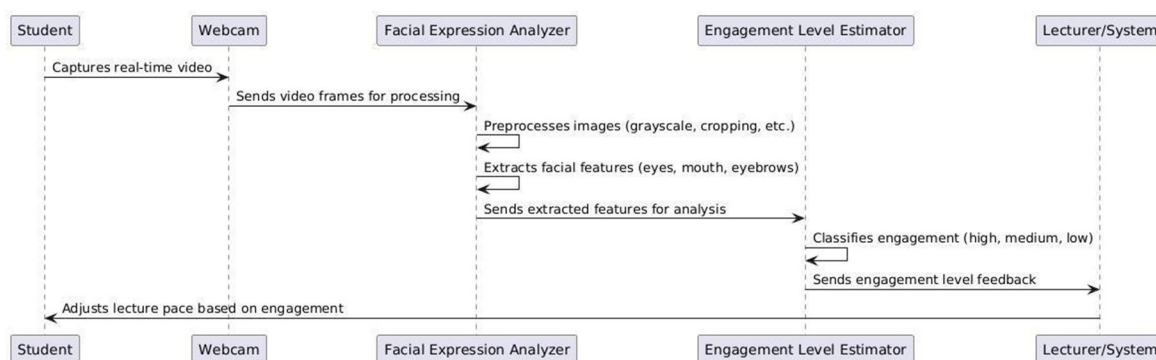 Student Webcam Facial Expression Analyzer Engagement Level Estimator Lecturer/System
Captures real-time video
Sends video frames for processing
Preprocesses images (grayscale, cropping, etc.)
Extracts facial features (eyes, mouth, eyebrows)
Sends extracted features for analysis
Classifies engagement (high, medium, low)
Sends engagement level feedback
Adjusts lecture pace based on engagement
Student Webcam Facial Expression Analyzer Engagement Level Estimator Lecturer/System